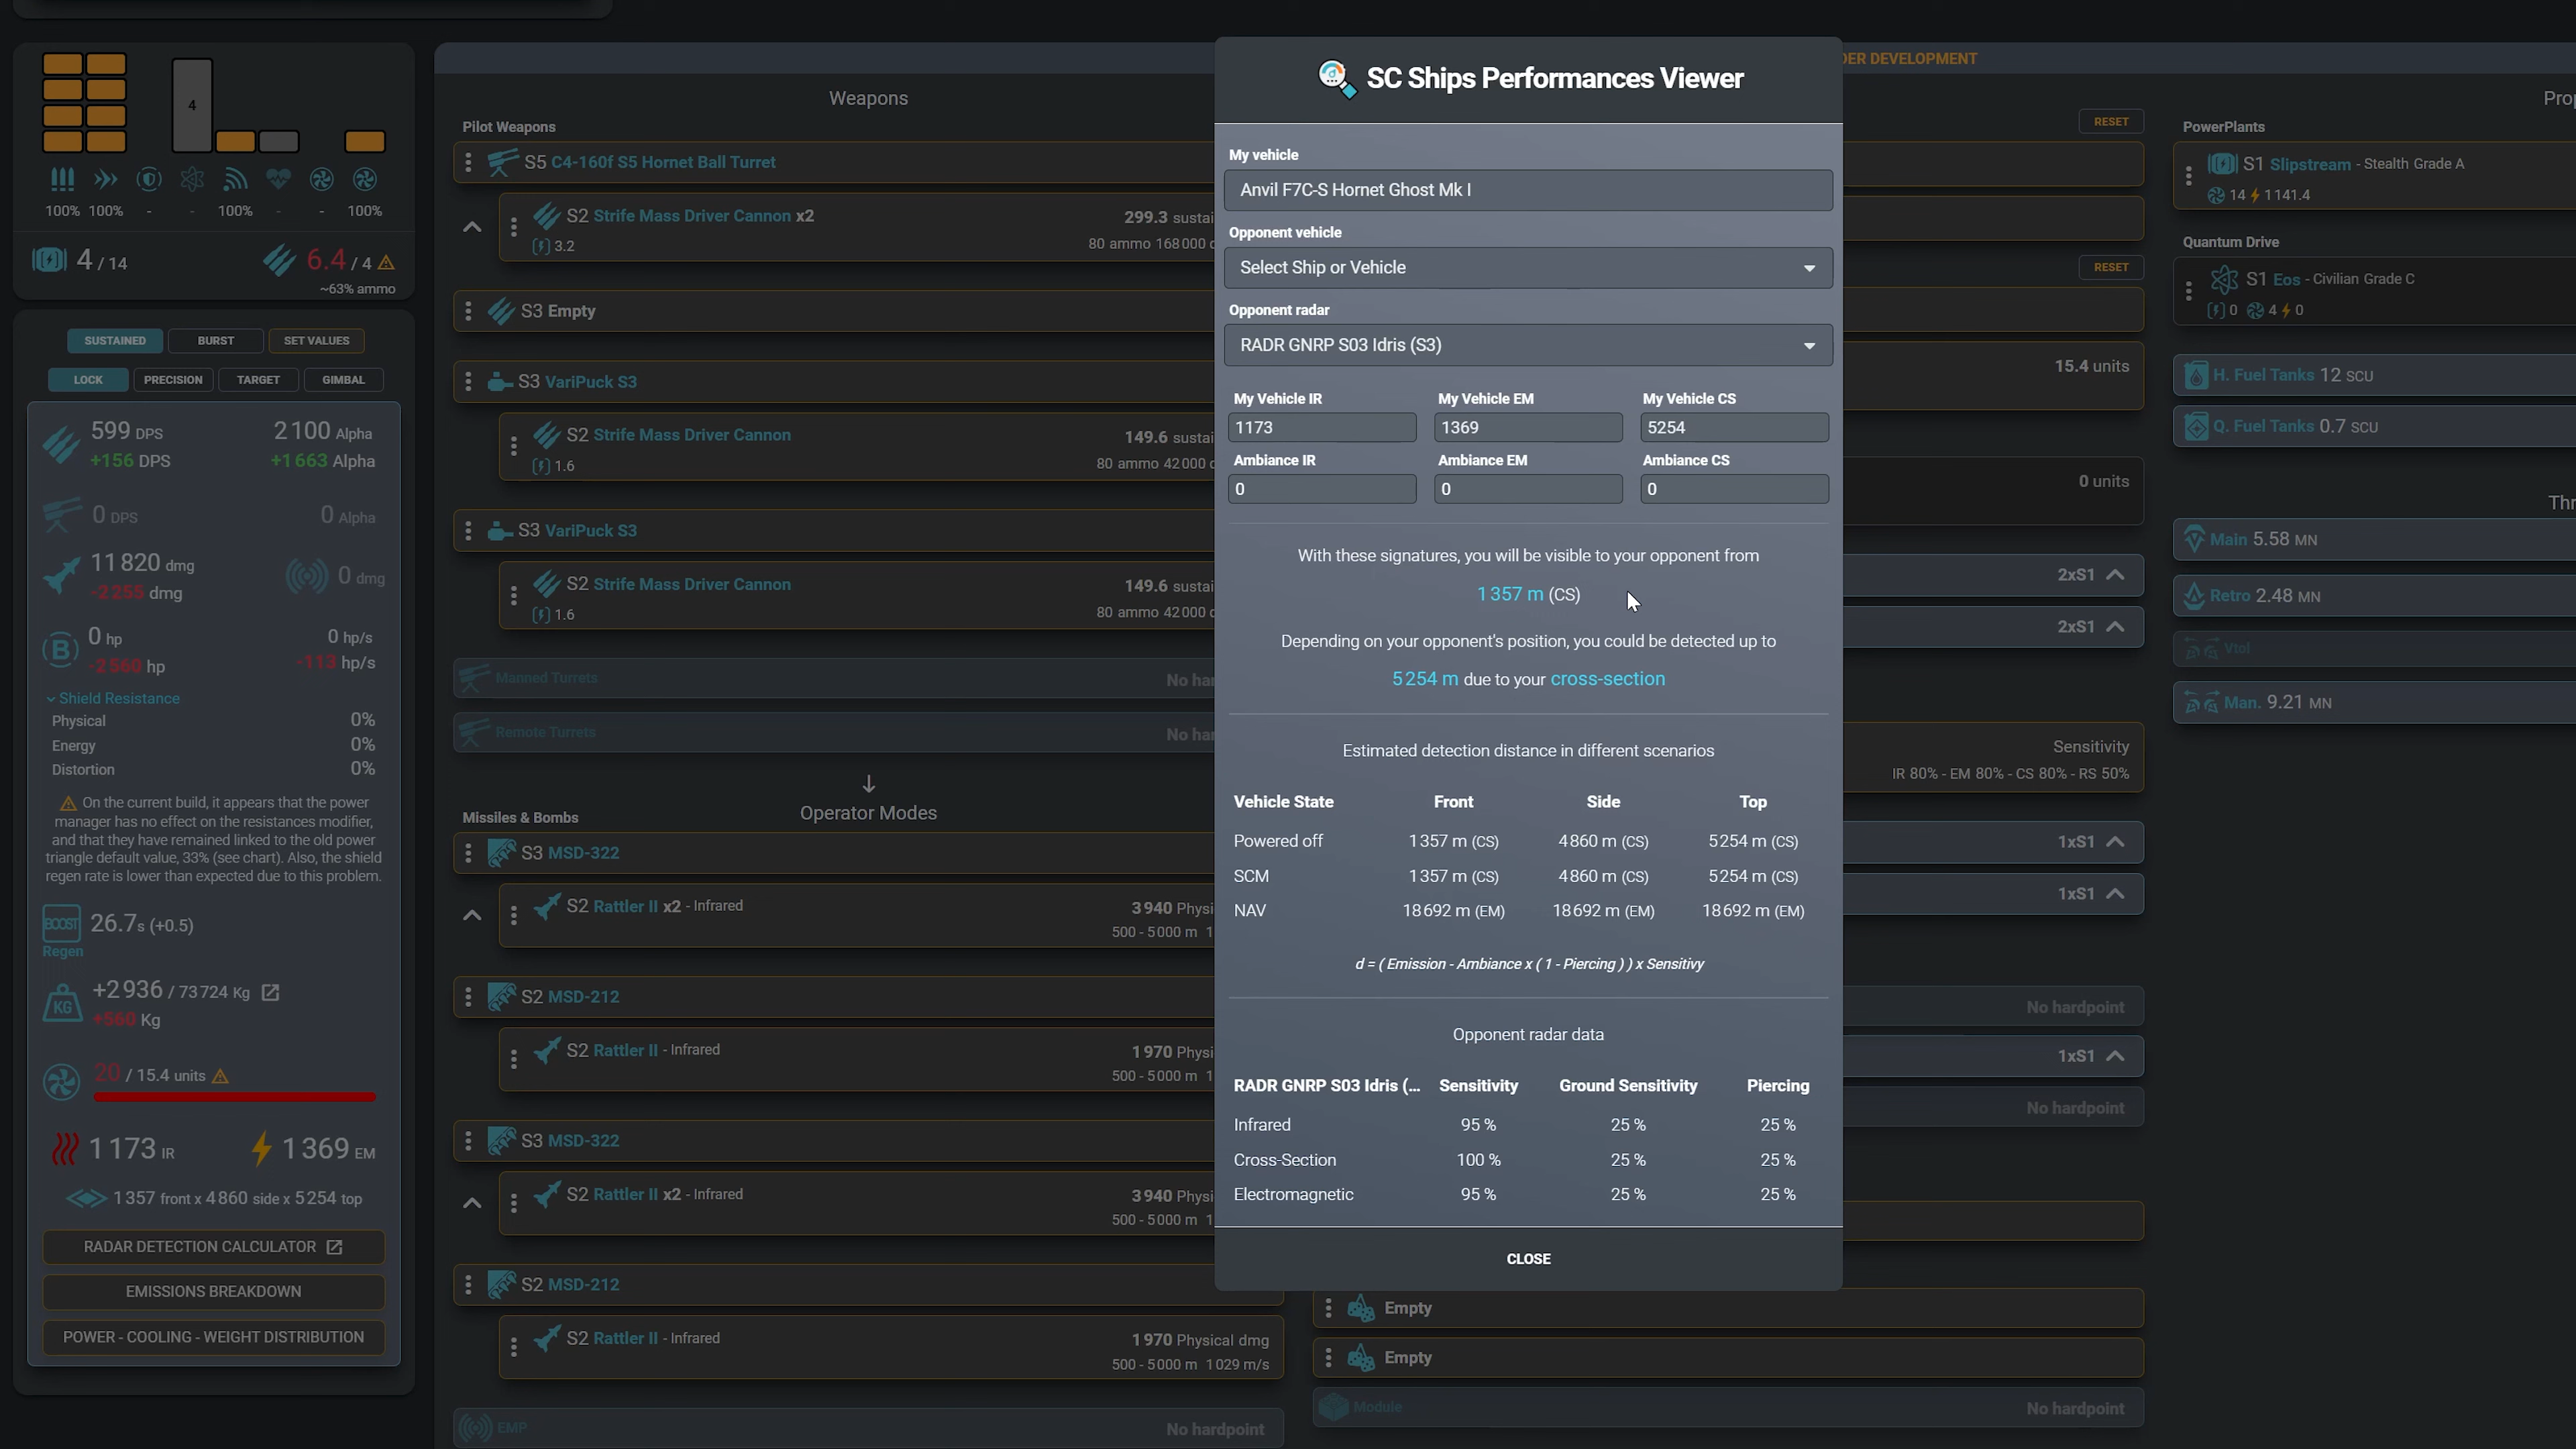 4
100% 100% - - 100% - - 100%
4 / 14
6.4 / 4
~63% ammo
SUSTAINED BURST SET VALUES
LOCK PRECISION TARGET GIMBAL
599 DPS 2 100 Alpha
+156 DPS +1 663 Alpha
0 DPS 0 Alpha
11 820 dmg 0 dmg
-2 255 dmg
B 0 hp 0 hp/s
-2 560 hp -113 hp/s
Shield Resistance
Physical 0%
Energy 0%
Distortion 0%
On the current build, it appears that the power
manager has no effect on the resistances modifier,
and that they have remained linked to the old power
triangle default value, 33% (see chart). Also, the shield
regen rate is lower than expected due to this problem.
BOOST 26.7s (+0.5)
Regen
KG +2 936 / 73 724 Kg
+560 Kg
20 / 15.4 units
1 173 IR 1 369 EM
1 357 front x 4 860 side x 5 254 top
RADAR DETECTION CALCULATOR
EMISSIONS BREAKDOWN
POWER - COOLING - WEIGHT DISTRIBUTION
Weapons
Pilot Weapons
S5 C4-160f S5 Hornet Ball Turret
S2 Strife Mass Driver Cannon x2 299.3
3.2 80 ammo 168 000
S3 Empty
S3 VariPuck S3
S2 Strife Mass Driver Cannon 149.6
1.6 80 ammo 42 000
S3 VariPuck S3
S2 Strife Mass Driver Cannon 149.6
1.6 80 ammo 42 000
Manned Turrets No
Remote Turrets No
↓
Operator Modes
Missiles & Bombs
S3 MSD-322
S2 Rattler II x2 - Infrared 3 940
500 - 5 000 m
S2 MSD-212
S2 Rattler II - Infrared 1 970
500 - 5 000 m
S3 MSD-322
S2 Rattler II x2 - Infrared 3 940
500 - 5 000 m
S2 MSD-212
S2 Rattler II - Infrared 1 970 Physical dmg
500 - 5 000 m 1 029 m/s
EMP No hardpoint
SC Ships Performances Viewer
My vehicle
Anvil F7C-S Hornet Ghost Mk I
Opponent vehicle
Select Ship or Vehicle
Opponent radar
RADR GNRP S03 Idris (S3)
My Vehicle IR My Vehicle EM My Vehicle CS
1173 1369 5254
Ambiance IR Ambiance EM Ambiance CS
0 0 0
With these signatures, you will be visible to your opponent from
1 357 m (CS)
Depending on your opponent's position, you could be detected up to
5 254 m due to your cross-section
Estimated detection distance in different scenarios
Vehicle State Front Side Top
Powered off 1 357 m (CS) 4 860 m (CS) 5 254 m (CS)
SCM 1 357 m (CS) 4 860 m (CS) 5 254 m (CS)
NAV 18 692 m (EM) 18 692 m (EM) 18 692 m (EM)
d = ( Emission - Ambiance x ( 1 - Piercing ) ) x Sensitivy
Opponent radar data
RADR GNRP S03 Idris (... Sensitivity Ground Sensitivity Piercing
Infrared 95 % 25 % 25 %
Cross-Section 100 % 25 % 25 %
Electromagnetic 95 % 25 % 25 %
CLOSE
DEVELOPMENT
RESET
RESET
15.4 units
0 units
2xS1
2xS1
Sensitivity
IR 80% - EM 80% - CS 80% - RS 50%
1xS1
1xS1
No hardpoint
1xS1
No hardpoint
Empty
Empty
Module No hardpoint
PowerPlants
S1 Slipstream - Stealth Grade A
14 1 141.4
Quantum Drive
S1 Eos - Civilian Grade C
0 4 0
H. Fuel Tanks 12 SCU
Q. Fuel Tanks 0.7 SCU
Main 5.58 MN
Retro 2.48 MN
Vtol
Man. 9.21 MN